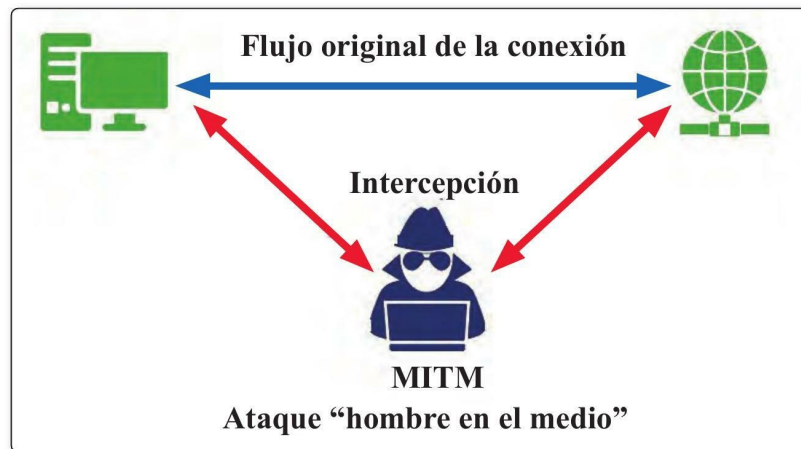 Flujo original de la conexión
Intercepción
MITM
Ataque “hombre en el medio”